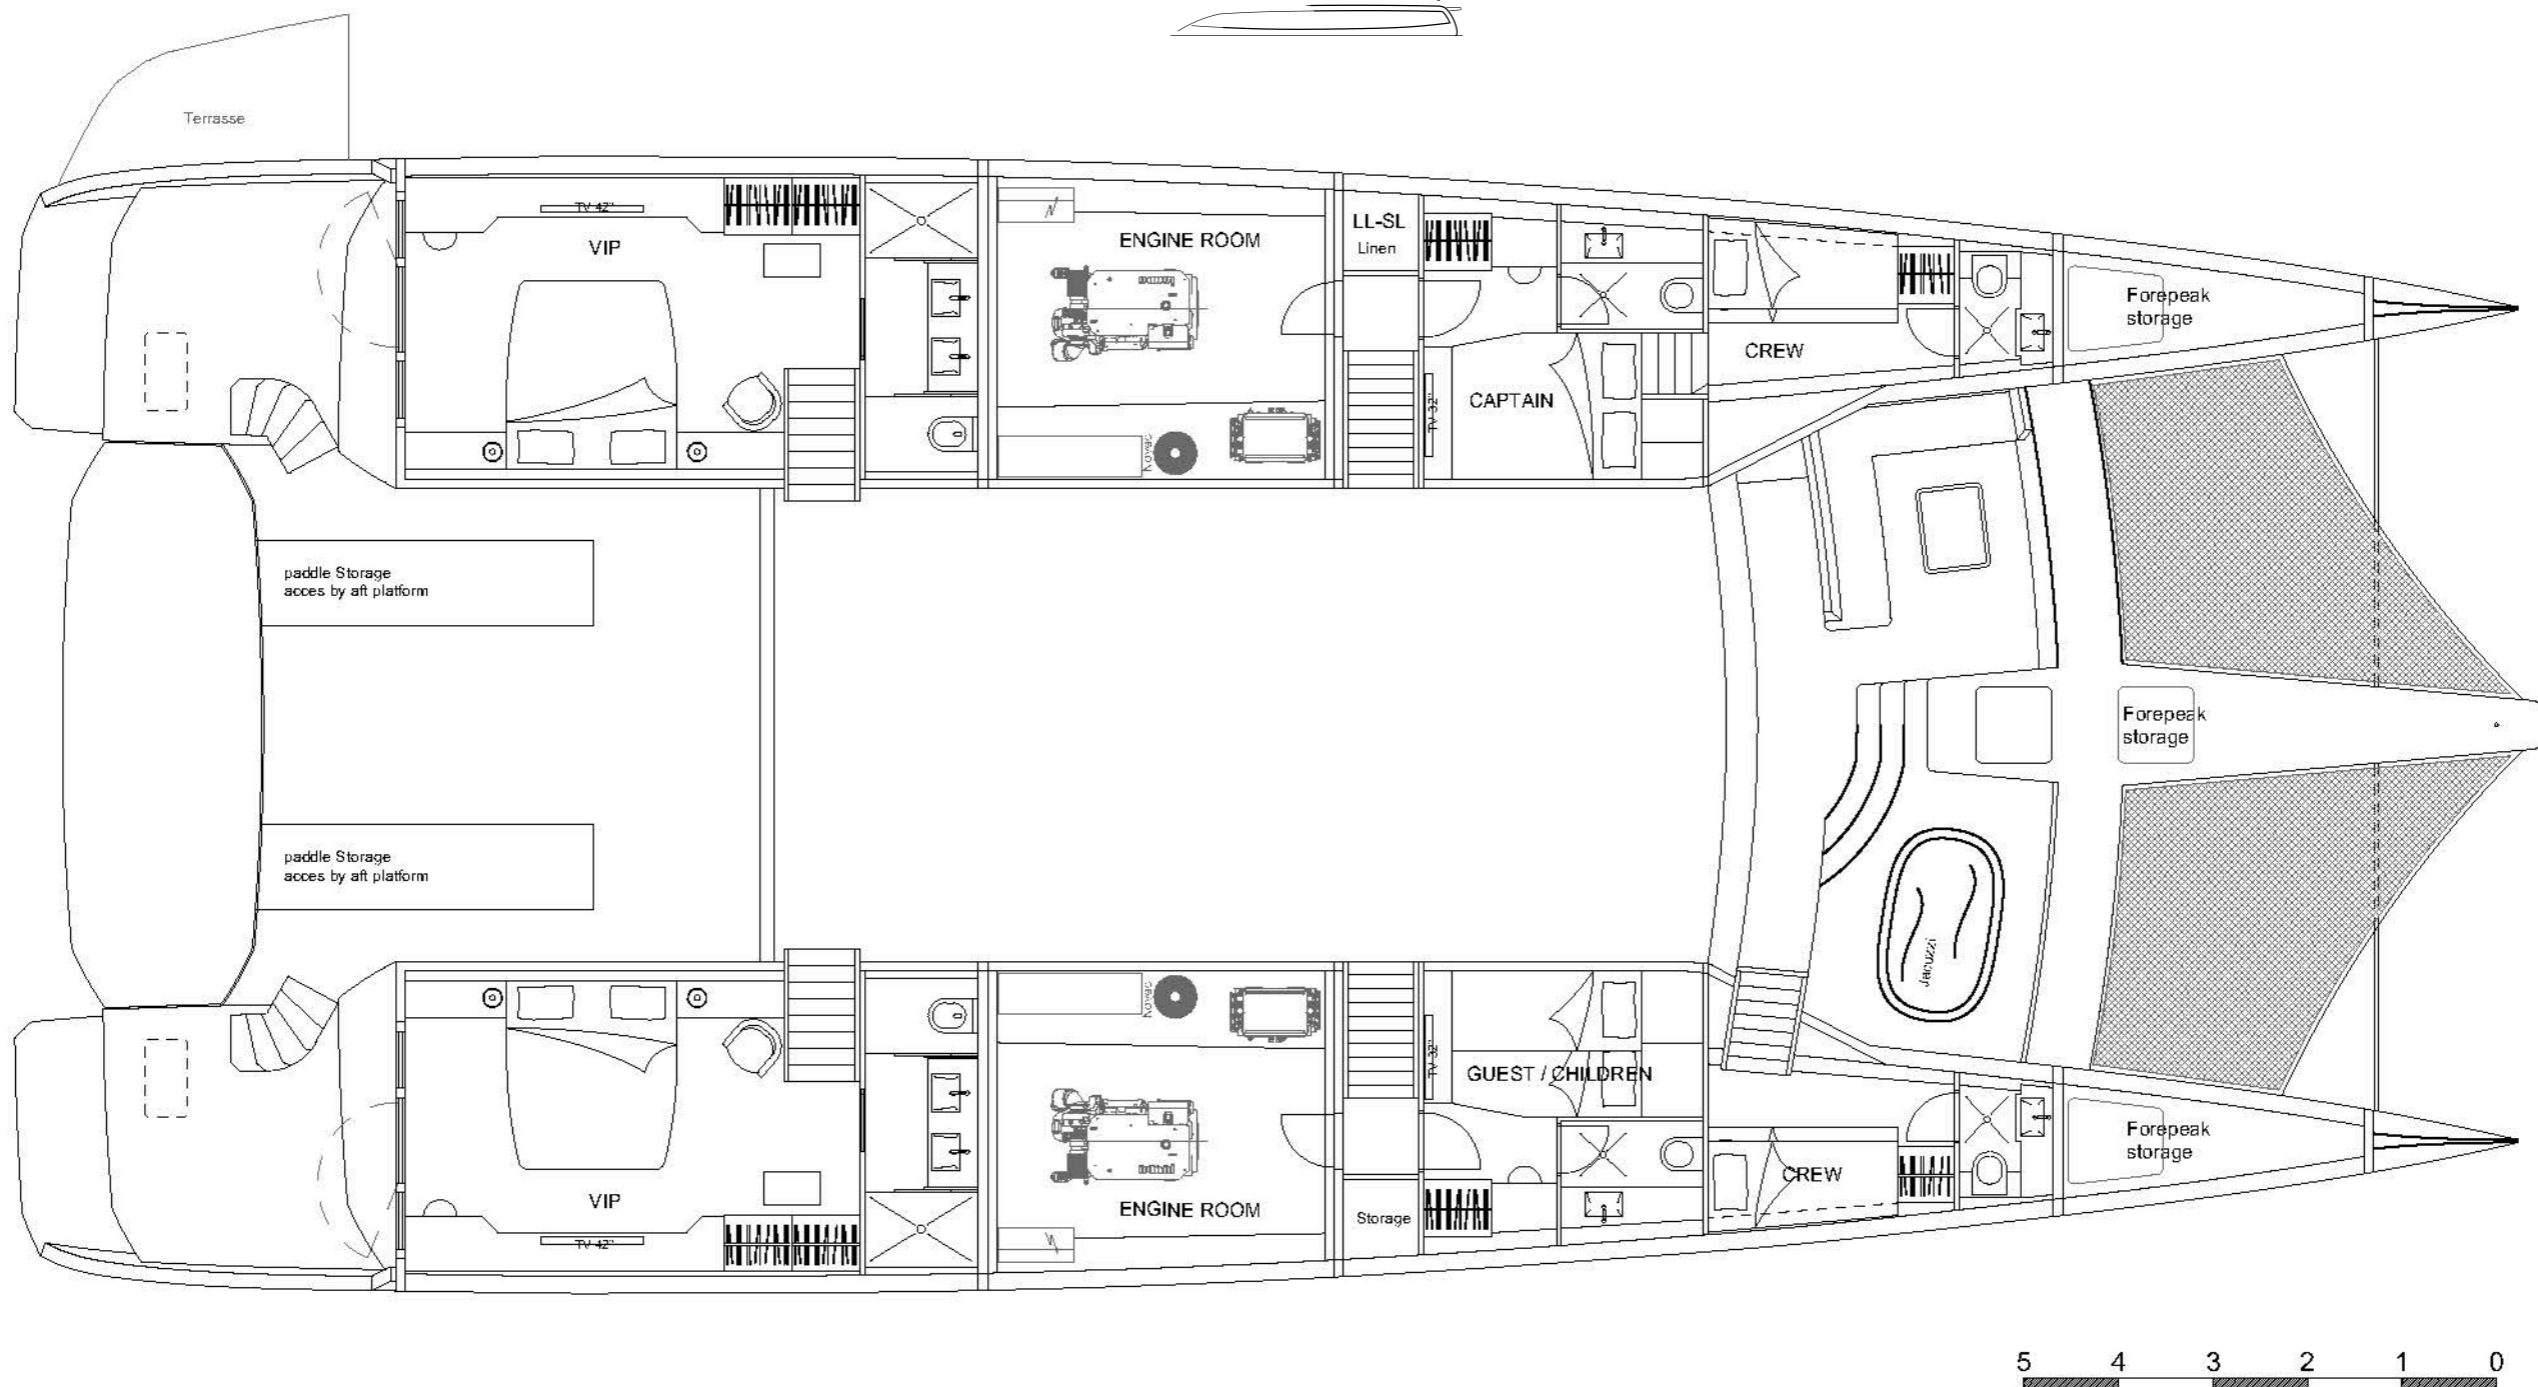 Terrasse
TV 42"
VIP
ENGINE ROOM
LL-SL
Linen
Forepeak
storage
CREW
TV 32"
CAPTAIN
Novec
paddle Storage
acces by aft platform
Forepeak
storage
paddle Storage
acces by aft platform
Jacuzzi
Novec
TV 32"
GUEST / CHILDREN
Forepeak
storage
CREW
VIP
ENGINE ROOM
Storage
TV 42"
5 4 3 2 1 0